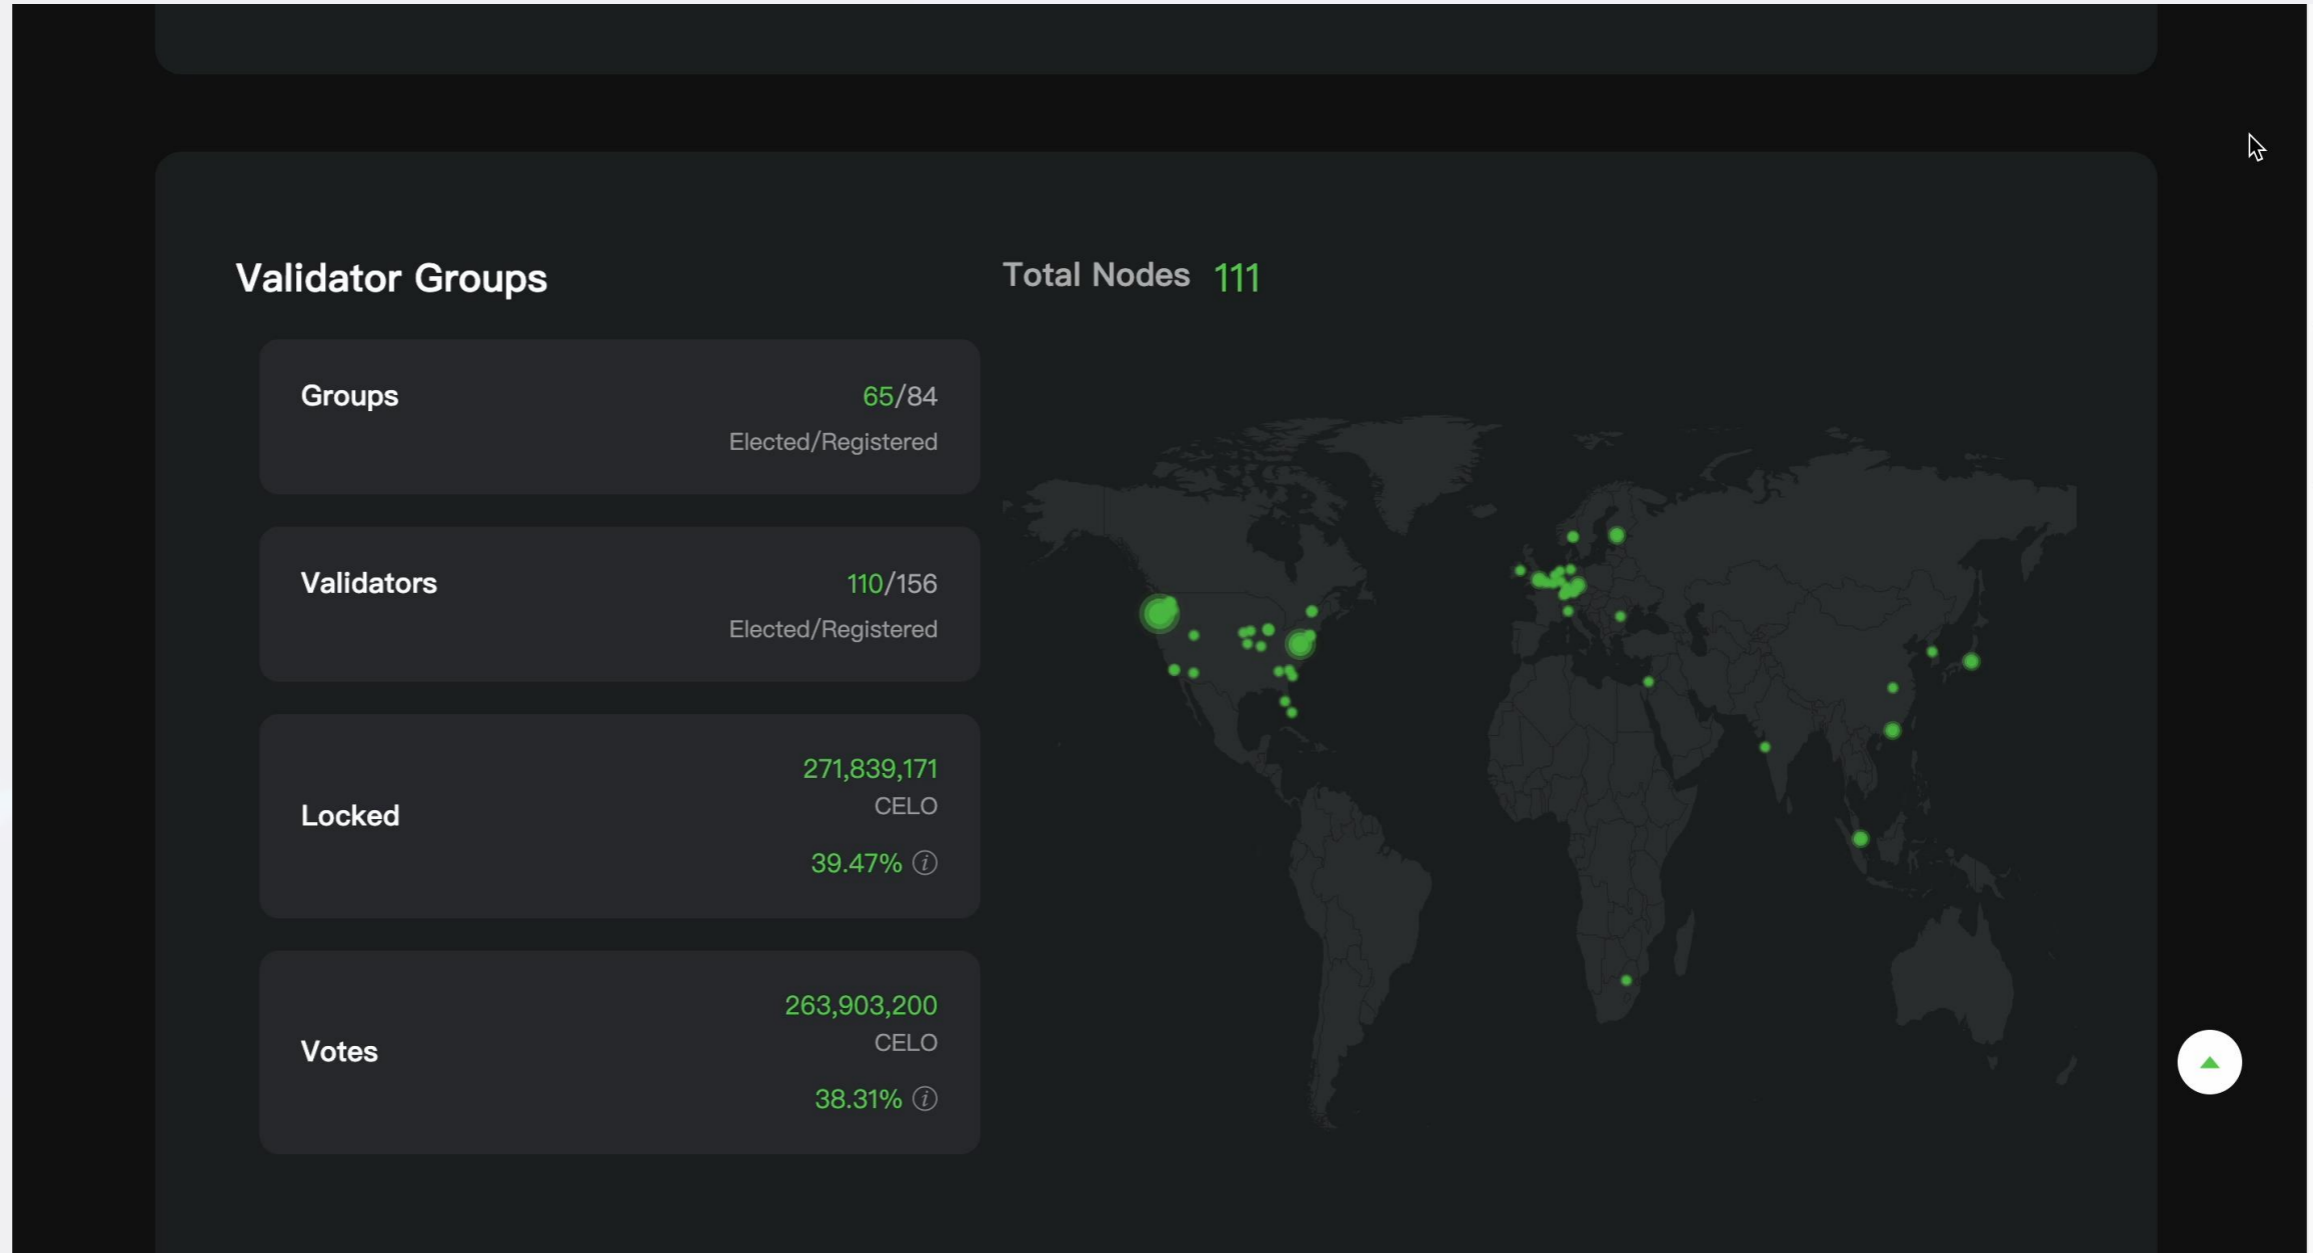 Validator Groups
Groups
65/84
Elected/Registered
Validators
110/156
Elected/Registered
Locked
271,839,171
CELO
39.47%
Votes
263,903,200
CELO
38.31%
Total Nodes 111